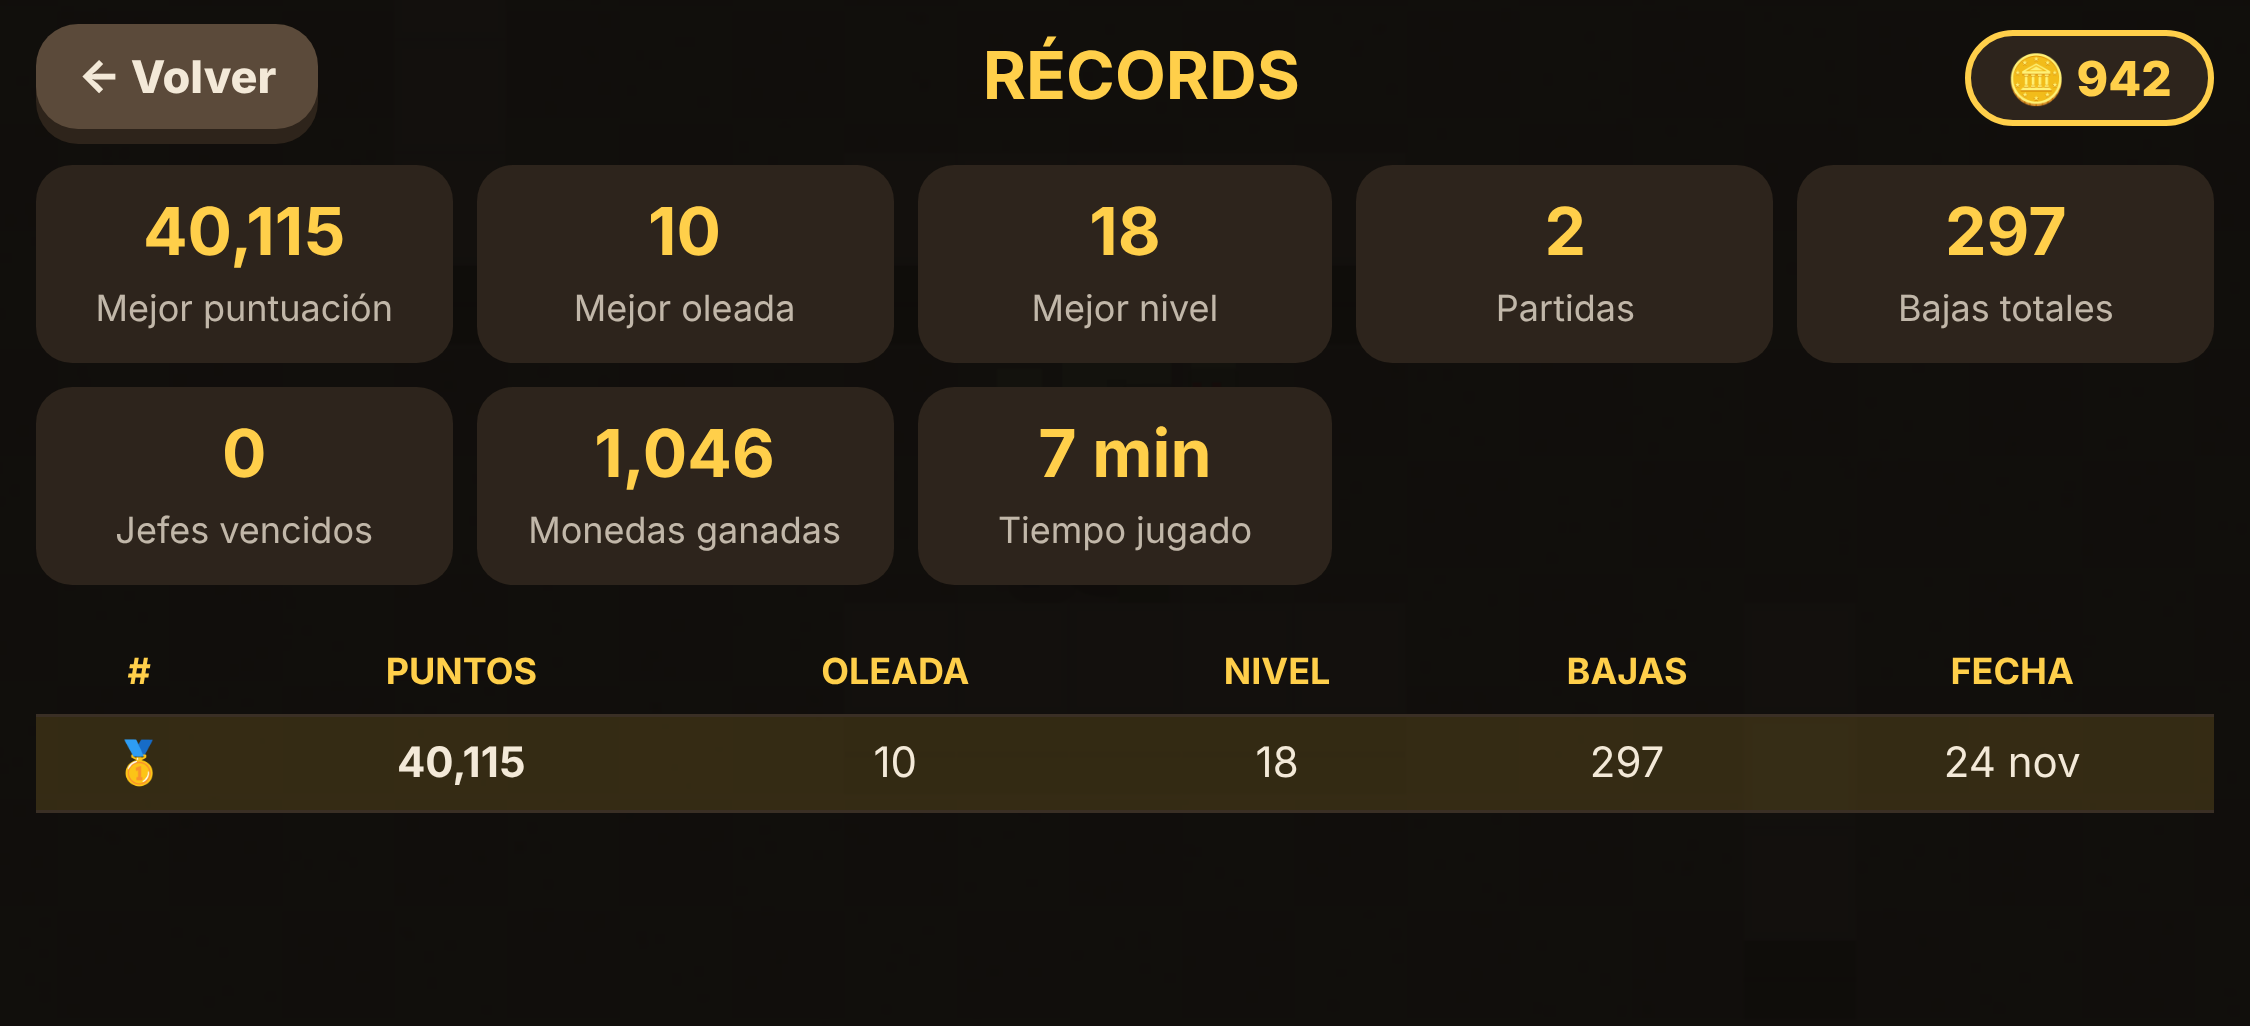 ← Volver
RÉCORDS
🪙 942
40,115
Mejor puntuación
10
Mejor oleada
18
Mejor nivel
2
Partidas
297
Bajas totales
0
Jefes vencidos
1,046
Monedas ganadas
7 min
Tiempo jugado
# PUNTOS OLEADA NIVEL BAJAS FECHA
🥇 40,115 10 18 297 24 nov